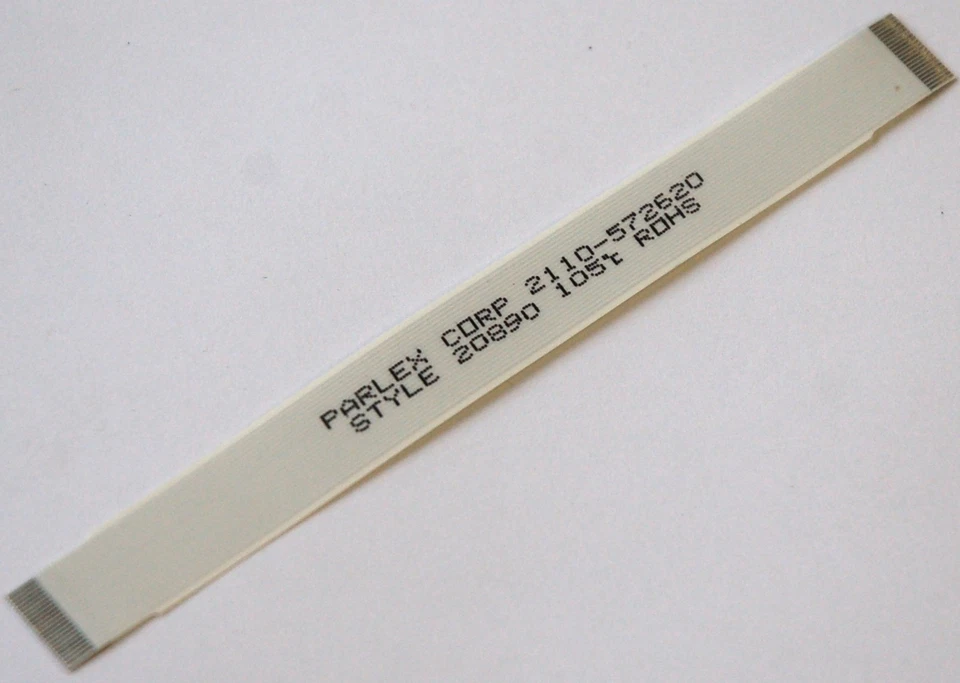 PARLEX CORP 2110-572620
STYLE 20890 105℃ ROHS